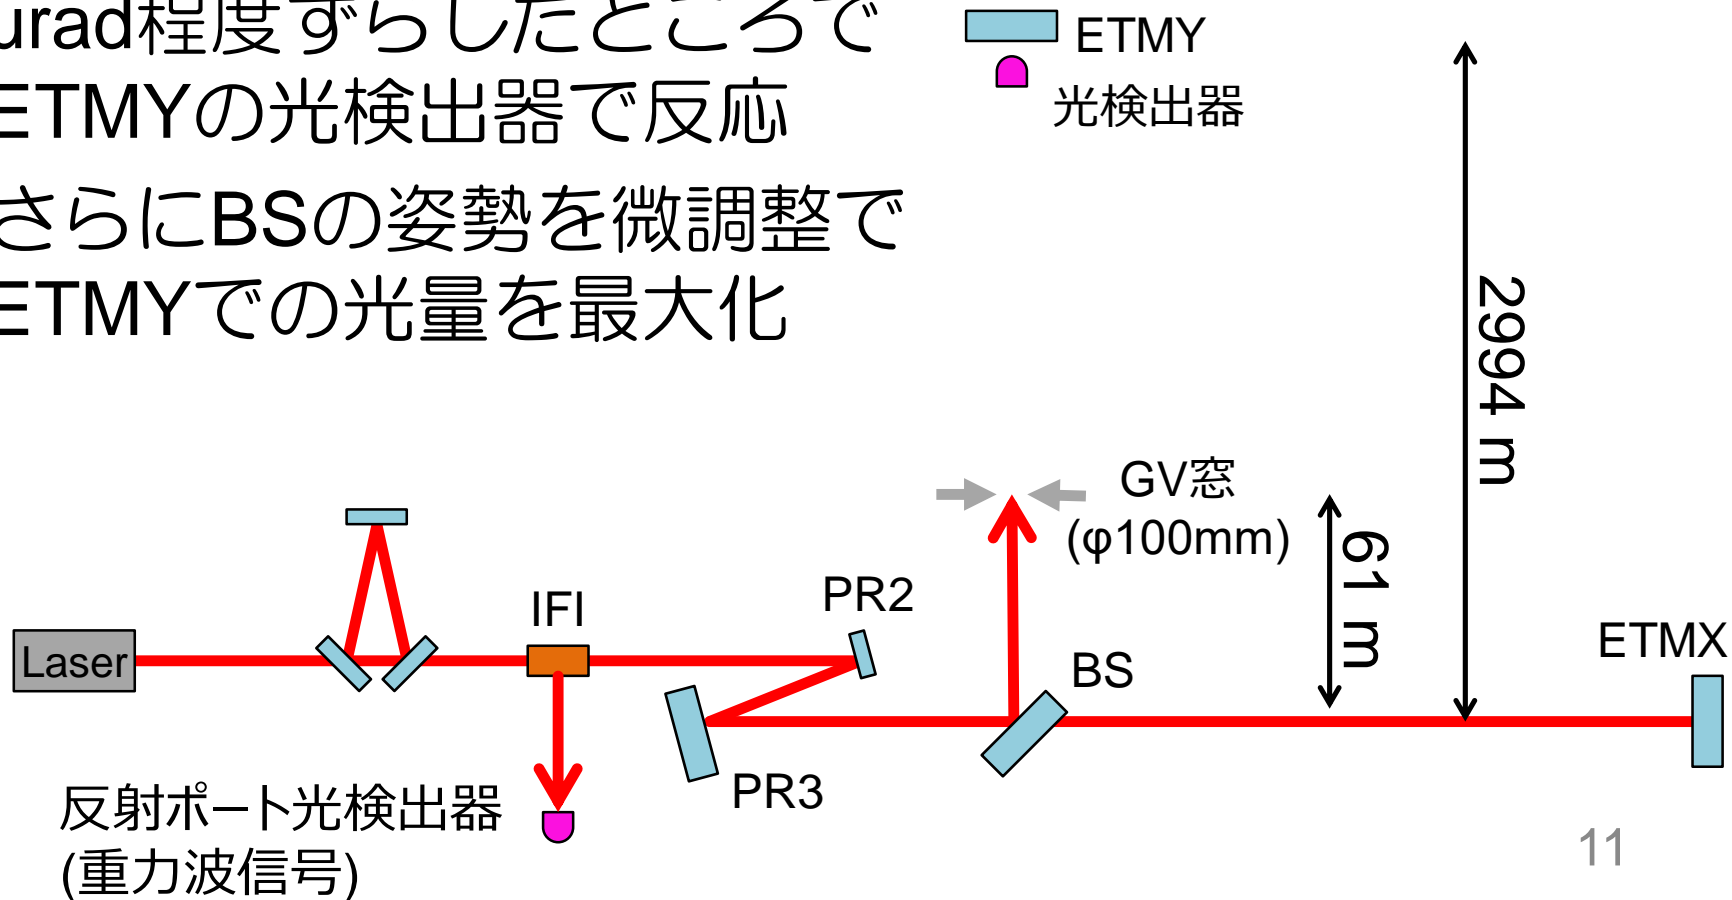 urad程度ずらしたところで
ETMYの光検出器で反応
さらにBSの姿勢を微調整で
ETMYでの光量を最大化
ETMY
光検出器
2994 m
GV窓
(φ100mm)
61 m
PR2
IFI
Laser
BS
ETMX
PR3
反射ポート光検出器
(重力波信号)
11